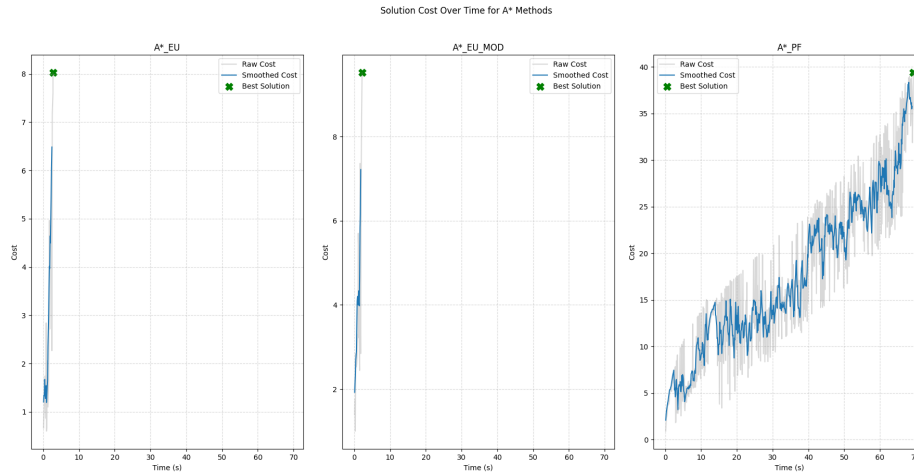 Solution Cost Over Time for A* Methods
A*_EU
Raw Cost
Smoothed Cost
Best Solution
Cost
8
7
6
5
4
3
2
1
0 10 20 30 40 50 60 70
Time (s)
A*_EU_MOD
Raw Cost
Smoothed Cost
Best Solution
Cost
8
6
4
2
0 10 20 30 40 50 60 70
Time (s)
A*_PF
Raw Cost
Smoothed Cost
Best Solution
Cost
40
35
30
25
20
15
10
5
0
0 10 20 30 40 50 60 70
Time (s)